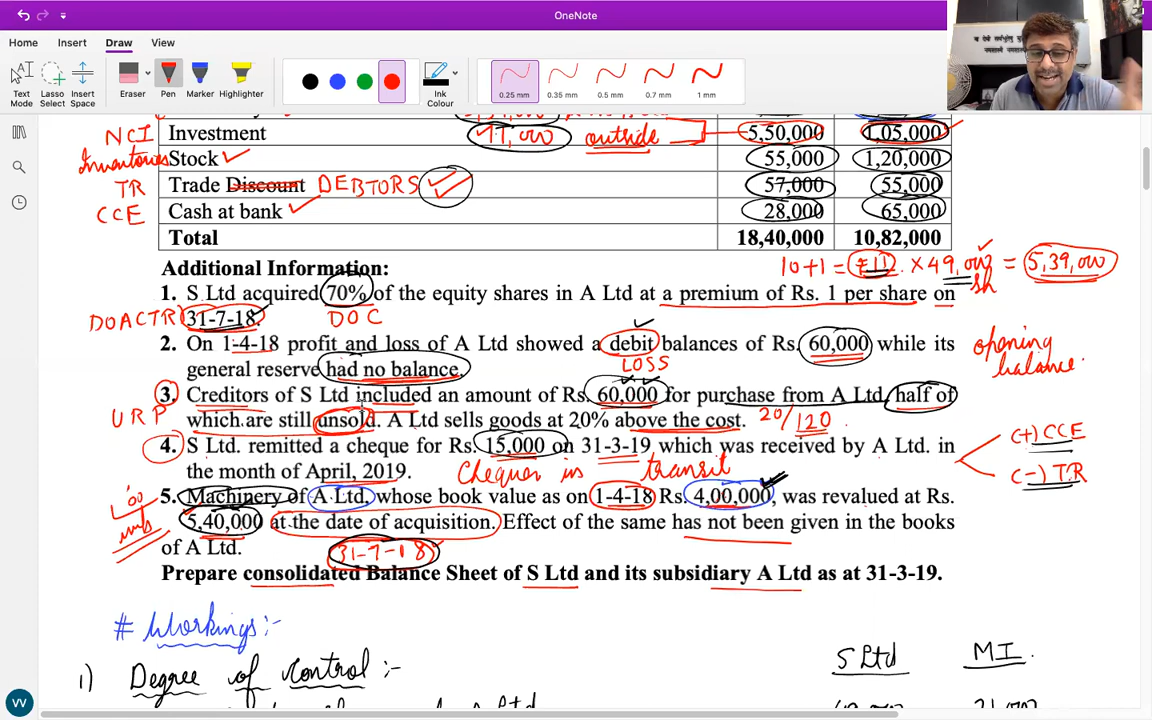 OneNote
Home Insert Draw View
Text Mode Lasso Select Insert Space Eraser Pen Marker Highlighter Ink Colour 0.25 mm 0.35 mm 0.5 mm 0.7 mm 1 mm
NCI Investment 11,000 outside 5,50,000 1,05,000
Inventories Stock 55,000 1,20,000
TR Trade Discount DEBTORS 57,000 55,000
CCE Cash at bank 28,000 65,000
Total 18,40,000 10,82,000
Additional Information:
10+1 = ₹11 × 49,000 sh = 5,39,000
1. S Ltd acquired 70% of the equity shares in A Ltd at a premium of Rs. 1 per share on
DOACTR 31-7-18. DOC
2. On 1-4-18 profit and loss of A Ltd showed a debit balances of Rs. 60,000 while its
LOSS
general reserve had no balance.
opening balance.
3. Creditors of S Ltd included an amount of Rs. 60,000 for purchase from A Ltd, half of
URP which are still unsold. A Ltd sells goods at 20% above the cost. 20/120
4. S Ltd. remitted a cheque for Rs. 15,000 on 31-3-19 which was received by A Ltd. in
(+) CCE
(-) TR
the month of April, 2019. Cheques in transit
5. Machinery of A Ltd, whose book value as on 1-4-18 Rs. 4,00,000, was revalued at Rs.
5,40,000 at the date of acquisition. Effect of the same has not been given in the books
of A Ltd. 31-7-18
Prepare consolidated Balance Sheet of S Ltd and its subsidiary A Ltd as at 31-3-19.
# Workings:-
1) Degree of Control :- S Ltd MI
VV